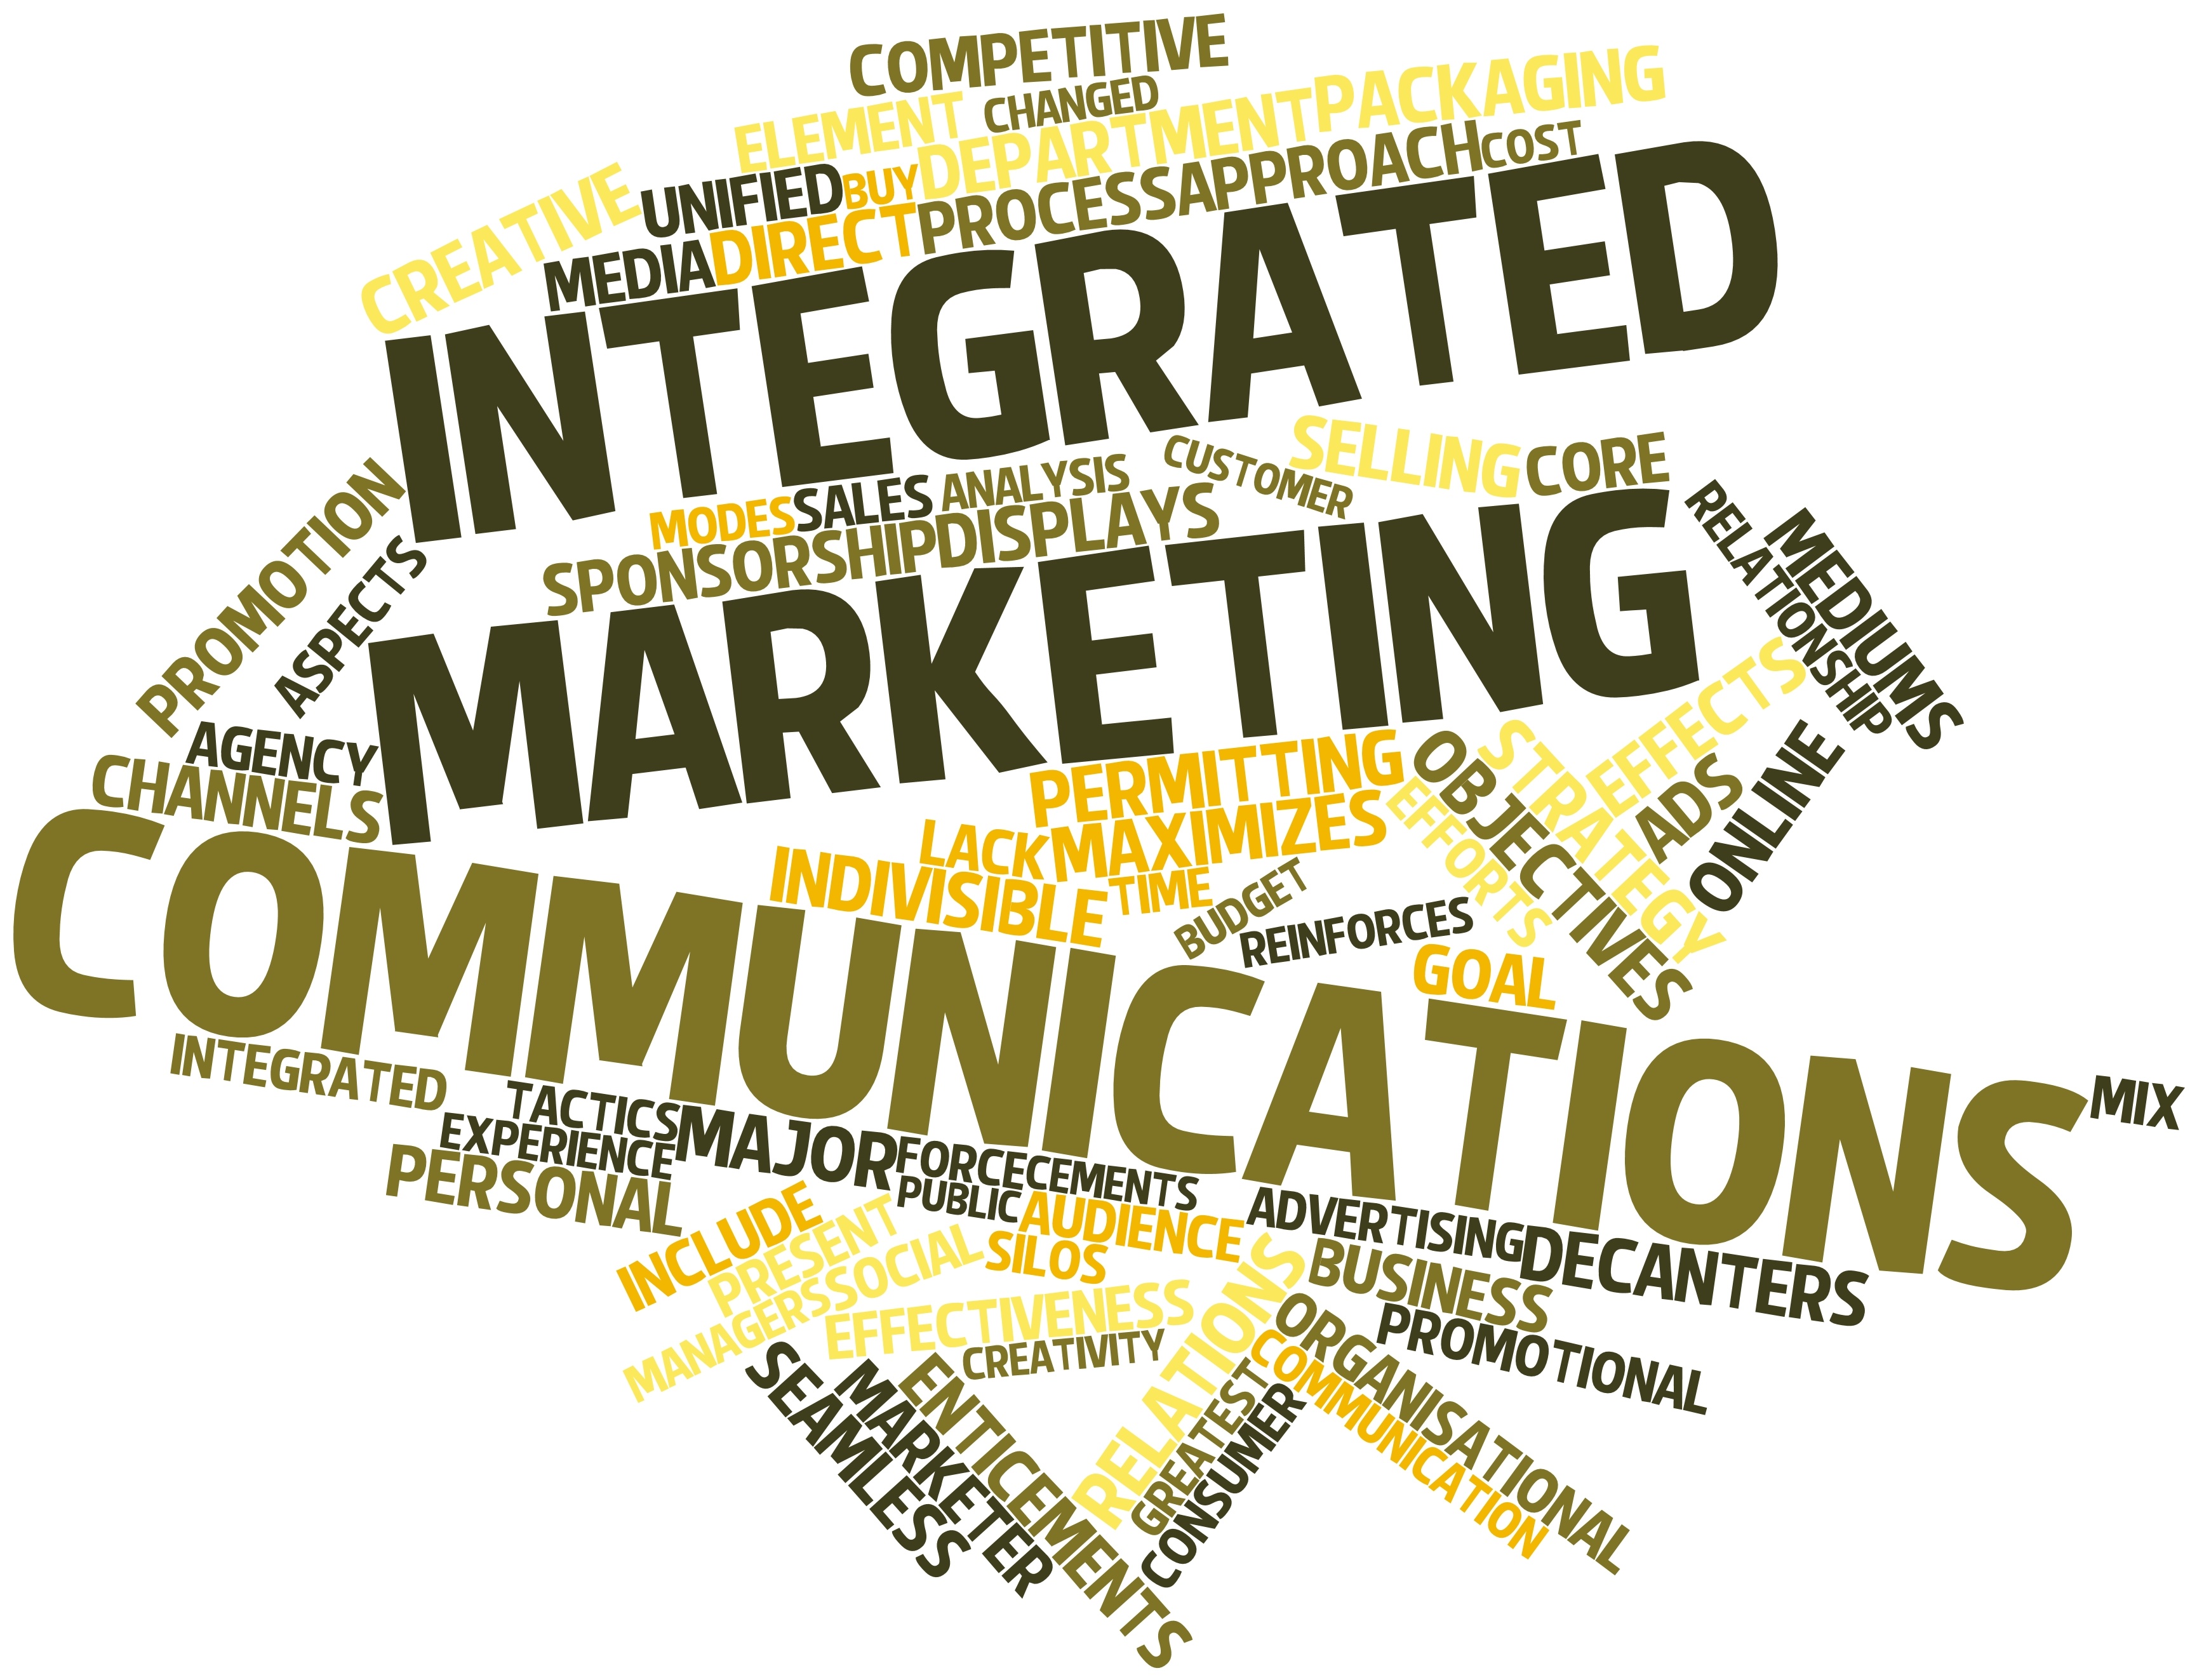 COMPETITIVE
CHANGED
ELEMENT
DEPARTMENT
PACKAGING
CREATIVE
UNIFIED
BUY
PROCESS
APPROACH
COST
MEDIA
DIRECT
INTEGRATED
SELLING
CORE
CUSTOMER
MODES
SALES
ANALYSIS
SPONSORSHIP
DISPLAYS
PROMOTION
ASPECTS
RELATIONSHIP
MEDIUMS
MARKETING
AGENCY
CHANNELS
PERMITTING
LACK
MAXIMIZES
INDIVISIBLE
TIME
BUDGET
REINFORCES
OBJECTIVES
EFFORTS
STRATEGY
EFFECTS
ADS
ONLINE
GOAL
COMMUNICATIONS
MIX
INTEGRATED
TACTICS
EXPERIENCE
MAJOR
FORCECEMENTS
PERSONAL
PUBLIC
AUDIENCE
ADVERTISING
DECANTERS
INCLUDE
PRESENT
SILOS
BUSINESS
MANAGERS
SOCIAL
EFFECTIVENESS
PROMOTIONAL
CREATIVITY
RELATIONS
ORGANISATIONAL
COMMUNICATION
SEAMLESS
MARKETER
ENTICEMENTS
GREATEST
CONSUMER